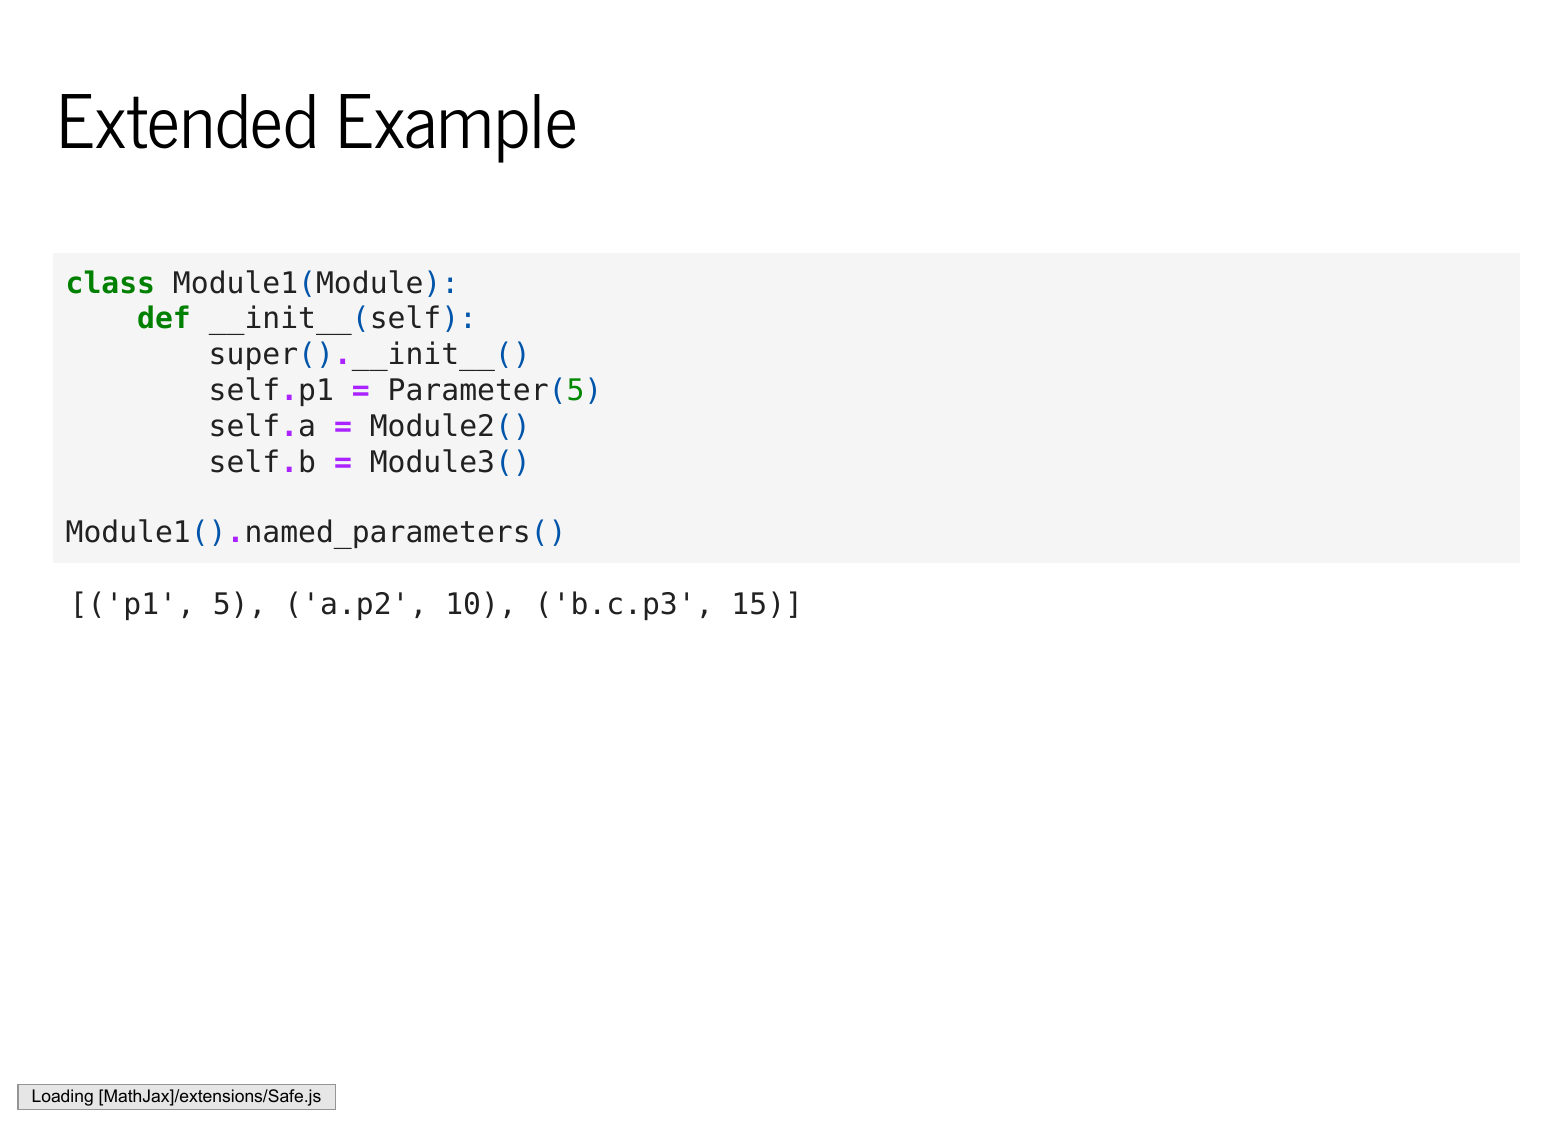 Extended Example
class Module1(Module):
    def __init__(self):
        super().__init__()
        self.p1 = Parameter(5)
        self.a = Module2()
        self.b = Module3()

Module1().named_parameters()
[('p1', 5), ('a.p2', 10), ('b.c.p3', 15)]
Loading [MathJax]/extensions/Safe.js